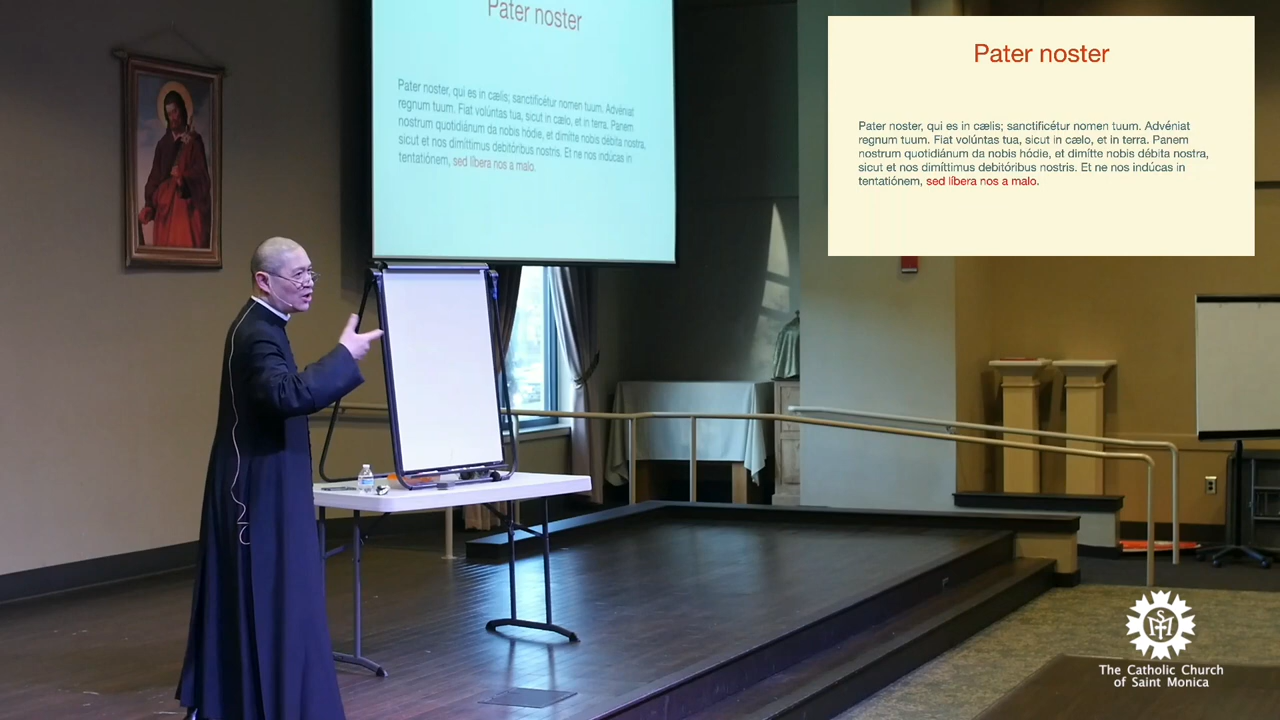 Pater noster
Pater noster, qui es in cælis; sanctificétur nomen tuum. Advéniat
regnum tuum. Fiat volúntas tua, sicut in cælo, et in terra. Panem
nostrum quotidiánum da nobis hódie, et dimítte nobis débita nostra,
sicut et nos dimíttimus debitóribus nostris. Et ne nos indúcas in
tentatiónem, sed líbera nos a malo.
Pater noster
Pater noster, qui es in cælis; sanctificétur nomen tuum. Advéniat
regnum tuum. Fiat volúntas tua, sicut in cælo, et in terra. Panem
nostrum quotidiánum da nobis hódie, et dimítte nobis débita nostra,
sicut et nos dimíttimus debitóribus nostris. Et ne nos indúcas in
tentatiónem, sed líbera nos a malo.
The Catholic Church
of Saint Monica